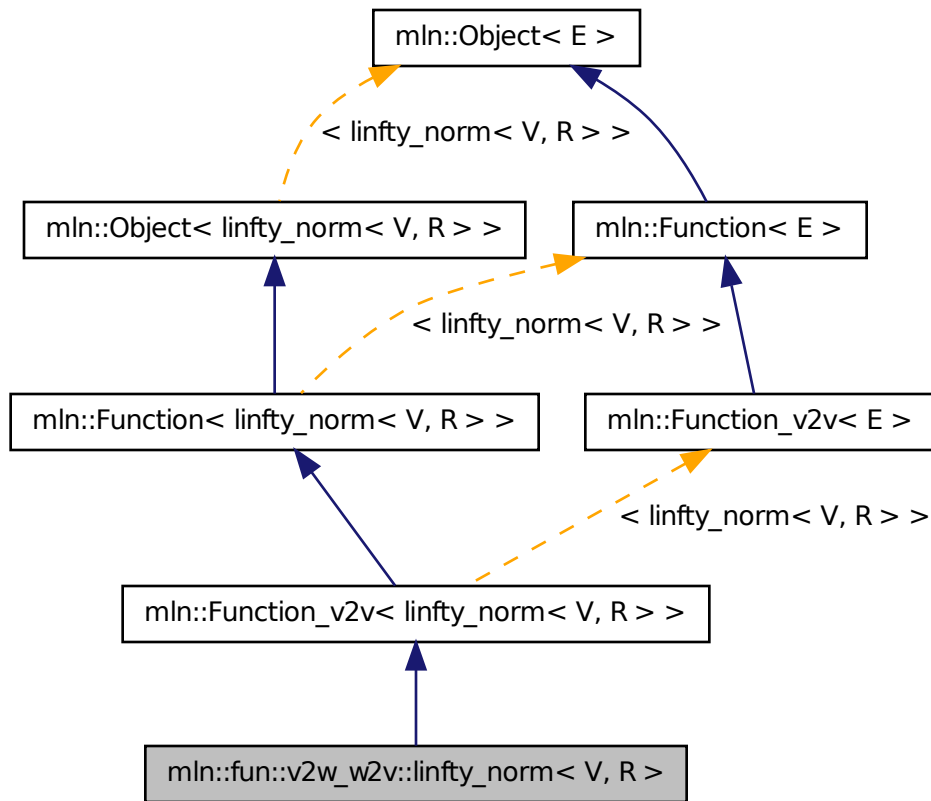 mln::Object< E >
< linfty_norm< V, R > >
mln::Object< linfty_norm< V, R > >
mln::Function< E >
< linfty_norm< V, R > >
mln::Function< linfty_norm< V, R > >
mln::Function_v2v< E >
< linfty_norm< V, R > >
mln::Function_v2v< linfty_norm< V, R > >
mln::fun::v2w_w2v::linfty_norm< V, R >